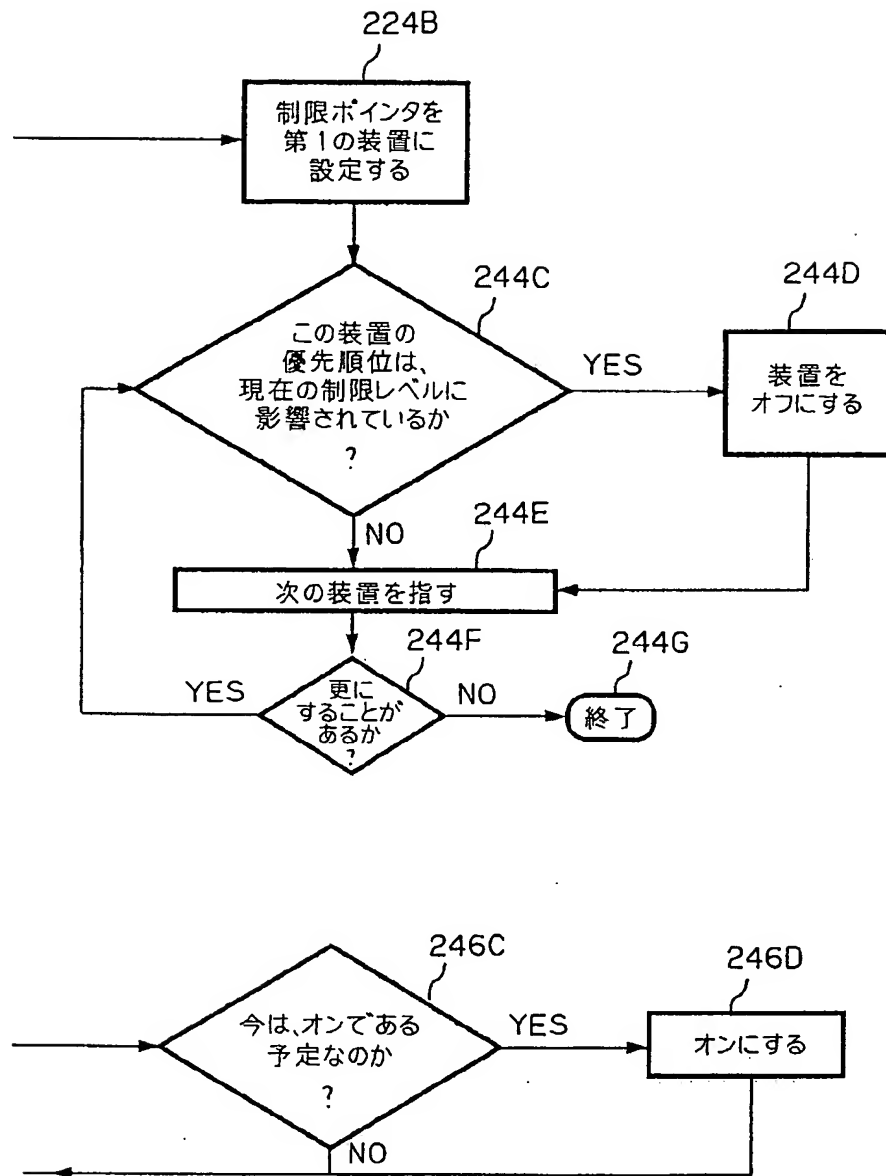 224B
制限ポインタを
第1の装置に
設定する
244C
この装置の
優先順位は、
現在の制限レベルに
影響されているか
?
YES
244D
装置を
オフにする
NO
244E
次の装置を指す
244F
更に
することが
あるか
?
YES
NO
244G
終了
246C
今は、オンである
予定なのか
?
YES
246D
オンにする
NO